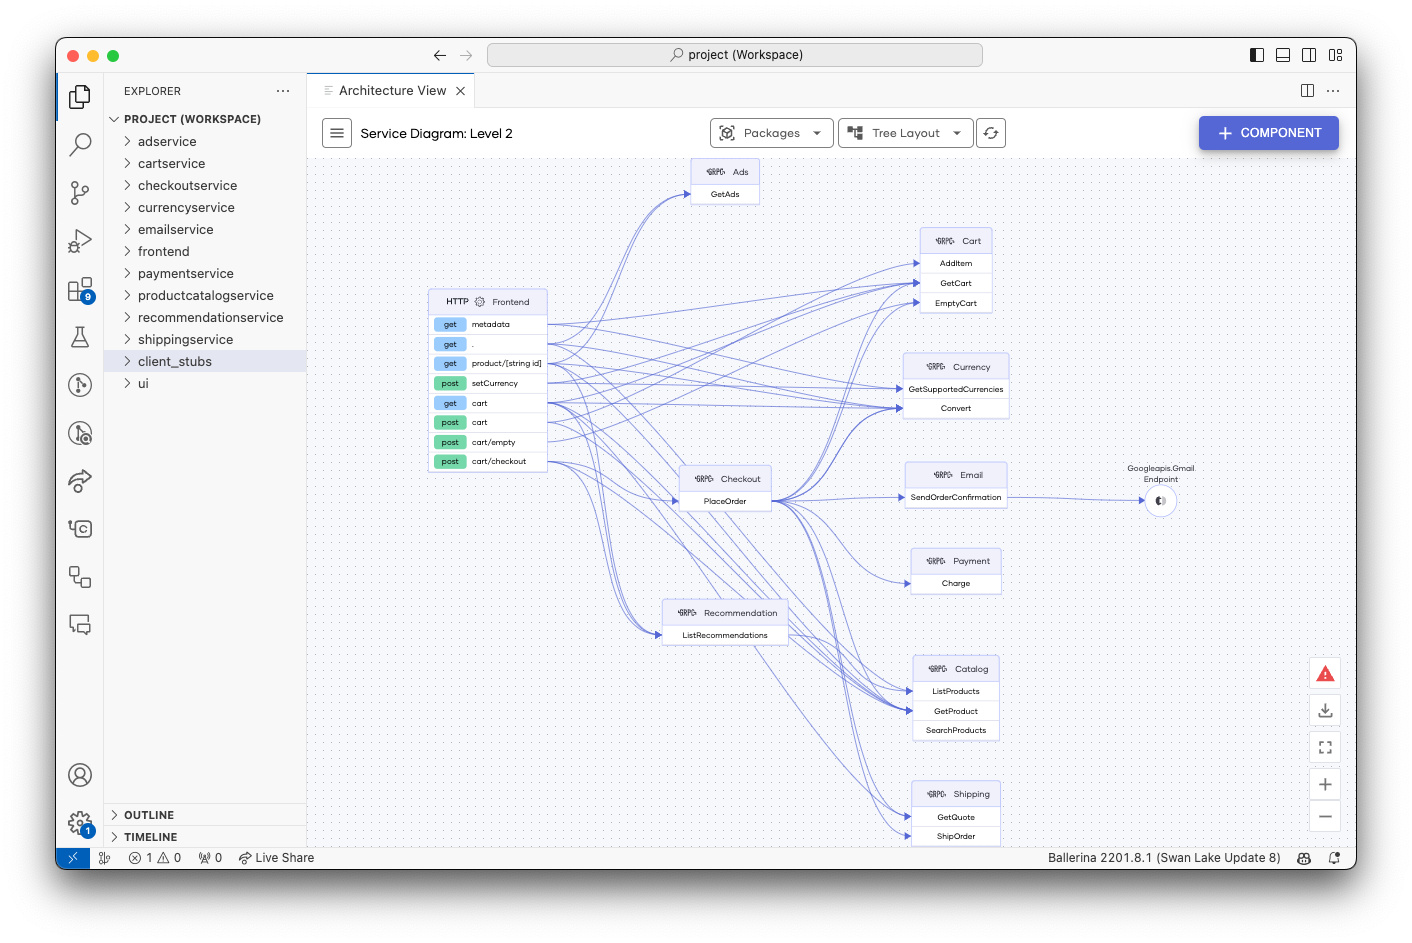 project (Workspace)
EXPLORER
Architecture View
PROJECT (WORKSPACE)
adservice
cartservice
checkoutservice
currencyservice
emailservice
frontend
paymentservice
productcatalogservice
recommendationservice
shippingservice
client_stubs
ui
9
OUTLINE
TIMELINE
1
Service Diagram: Level 2
Packages
Tree Layout
COMPONENT
GRPC Ads
GetAds
GRPC Cart
AddItem
GetCart
EmptyCart
HTTP Frontend
get metadata
get .
get product/[string id]
post setCurrency
get cart
post cart
post cart/empty
post cart/checkout
GRPC Currency
GetSupportedCurrencies
Convert
GRPC Checkout
PlaceOrder
GRPC Email
SendOrderConfirmation
Googleapis.Gmail
Endpoint
GRPC Payment
Charge
GRPC Recommendation
ListRecommendations
GRPC Catalog
ListProducts
GetProduct
SearchProducts
GRPC Shipping
GetQuote
ShipOrder
1 0 0 Live Share
Ballerina 2201.8.1 (Swan Lake Update 8)